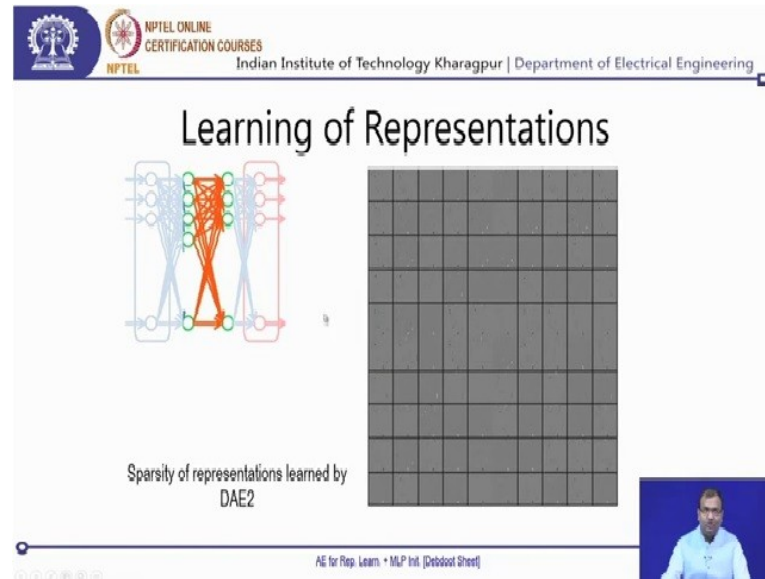 NPTEL ONLINE
CERTIFICATION COURSES
NPTEL
Indian Institute of Technology Kharagpur | Department of Electrical Engineering
Learning of Representations
Sparsity of representations learned by
DAE2
AE for Rep. Learn. + MLP Init. [Debdoot Sheet]